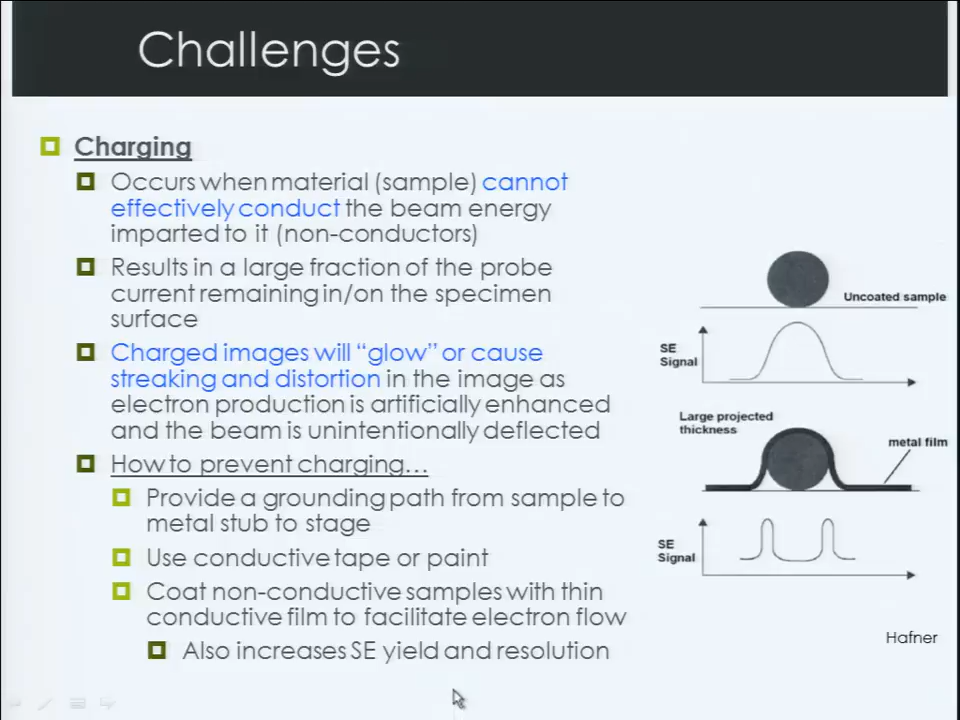 Challenges
Charging
Occurs when material (sample) cannot
effectively conduct the beam energy
imparted to it (non-conductors)
Results in a large fraction of the probe
current remaining in/on the specimen
surface
Charged images will “glow” or cause
streaking and distortion in the image as
electron production is artificially enhanced
and the beam is unintentionally deflected
How to prevent charging…
Provide a grounding path from sample to
metal stub to stage
Use conductive tape or paint
Coat non-conductive samples with thin
conductive film to facilitate electron flow
Also increases SE yield and resolution
Uncoated sample
SE
Signal
Large projected
thickness
metal film
SE
Signal
Hafner